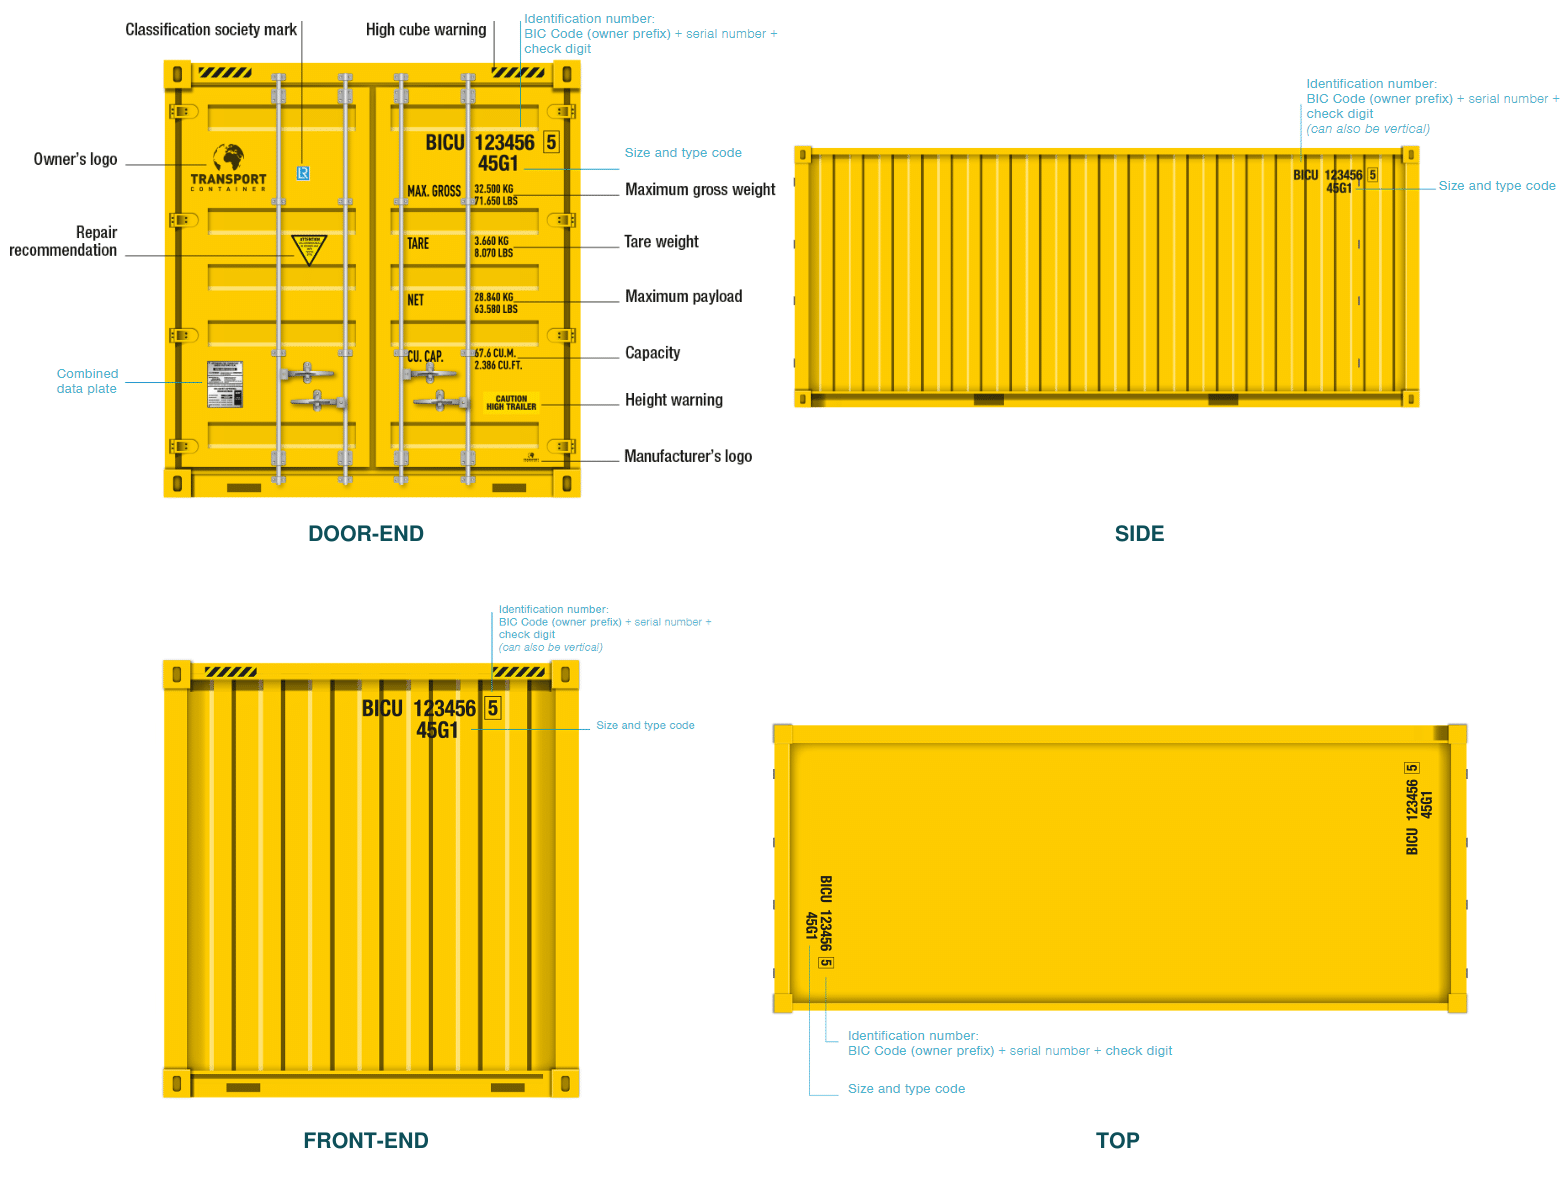 Classification society mark
High cube warning
Identification number:
BIC Code (owner prefix) + serial number +
check digit
Owner's logo
TRANSPORT
CONTAINER
LR
BICU 123456 5
45G1
Size and type code
MAX. GROSS 32.500 KG
71.650 LBS
Maximum gross weight
Repair
recommendation
ATTENTION
TARE 3.660 KG
8.070 LBS
Tare weight
NET 28.840 KG
63.580 LBS
Maximum payload
CU. CAP. 67.6 CU.M.
2.386 CU.FT.
Capacity
Combined
data plate
CAUTION
HIGH TRAILER
Height warning
Manufacturer's logo
DOOR-END
Identification number:
BIC Code (owner prefix) + serial number +
check digit
(can also be vertical)
BICU 123456 5
45G1
Size and type code
SIDE
Identification number:
BIC Code (owner prefix) + serial number +
check digit
(can also be vertical)
BICU 123456 5
45G1
Size and type code
FRONT-END
BICU 123456 5
45G1
BICU 123456 5
45G1
Identification number:
BIC Code (owner prefix) + serial number + check digit
Size and type code
TOP